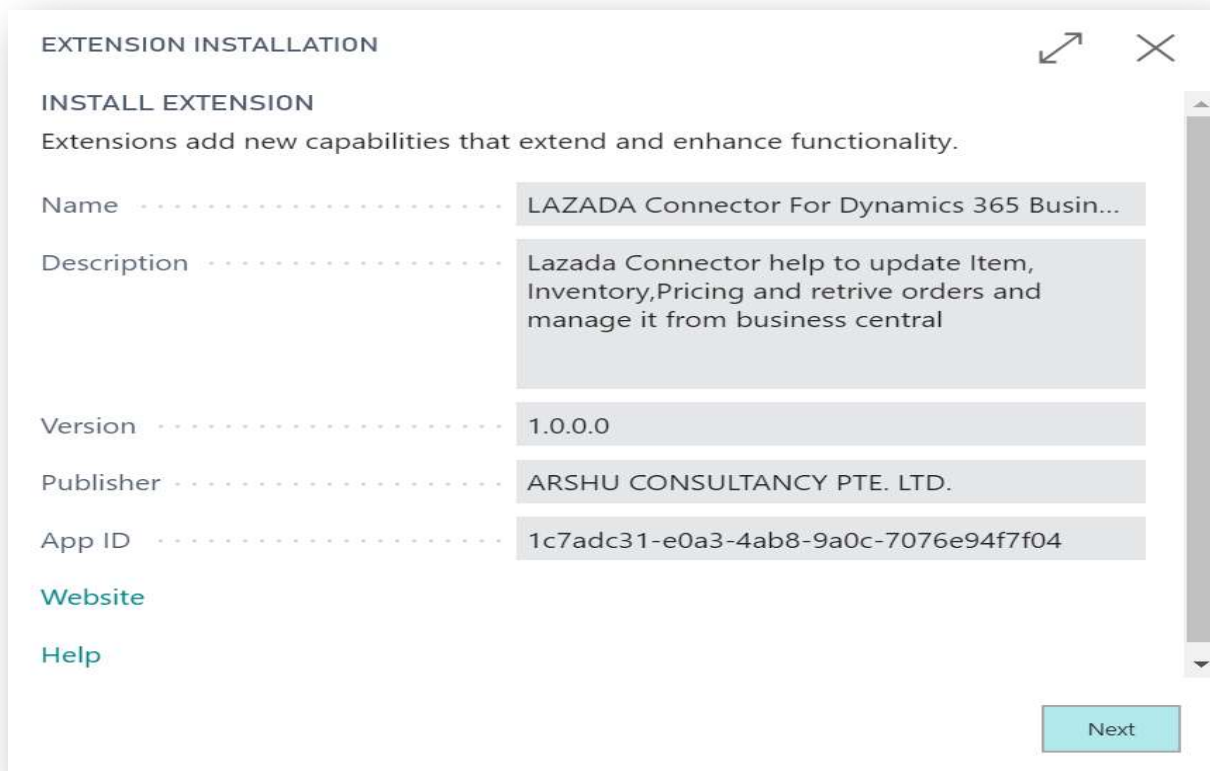 EXTENSION INSTALLATION
INSTALL EXTENSION
Extensions add new capabilities that extend and enhance functionality.
Name LAZADA Connector For Dynamics 365 Busin...
Description Lazada Connector help to update Item,
Inventory,Pricing and retrive orders and
manage it from business central
Version 1.0.0.0
Publisher ARSHU CONSULTANCY PTE. LTD.
App ID 1c7adc31-e0a3-4ab8-9a0c-7076e94f7f04
Website
Help
Next